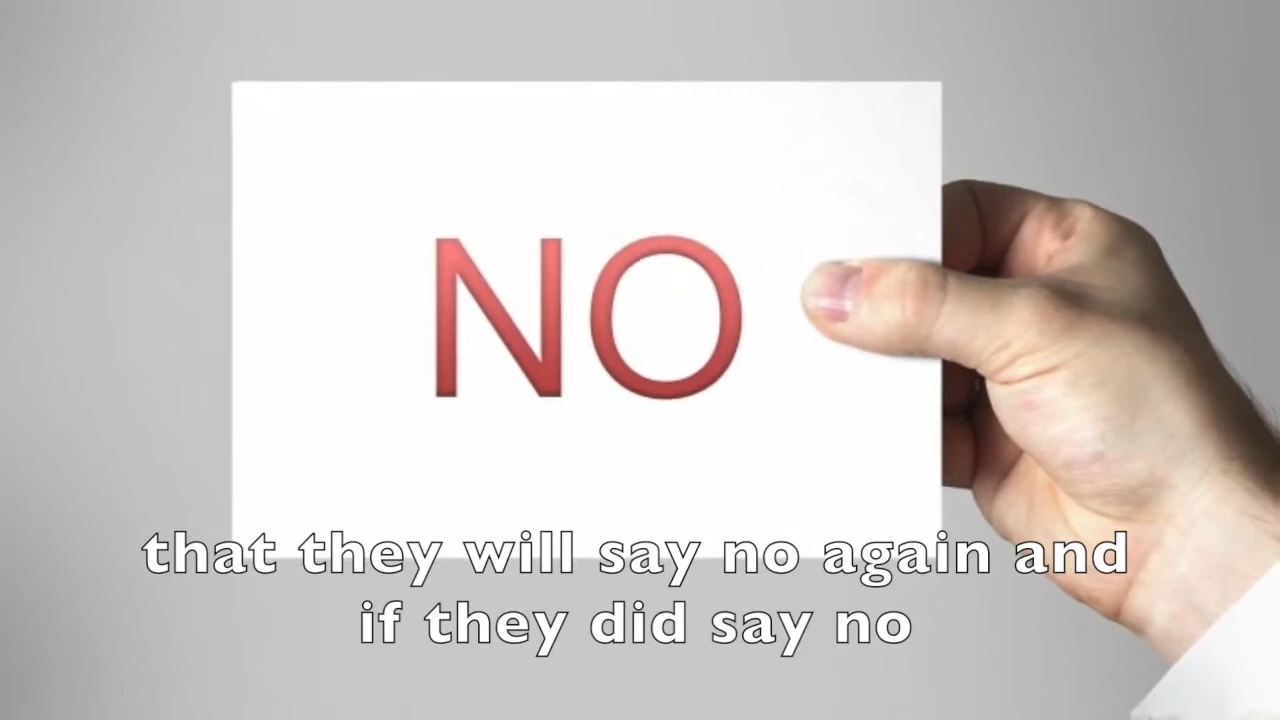 NO
that they will say no again and
if they did say no